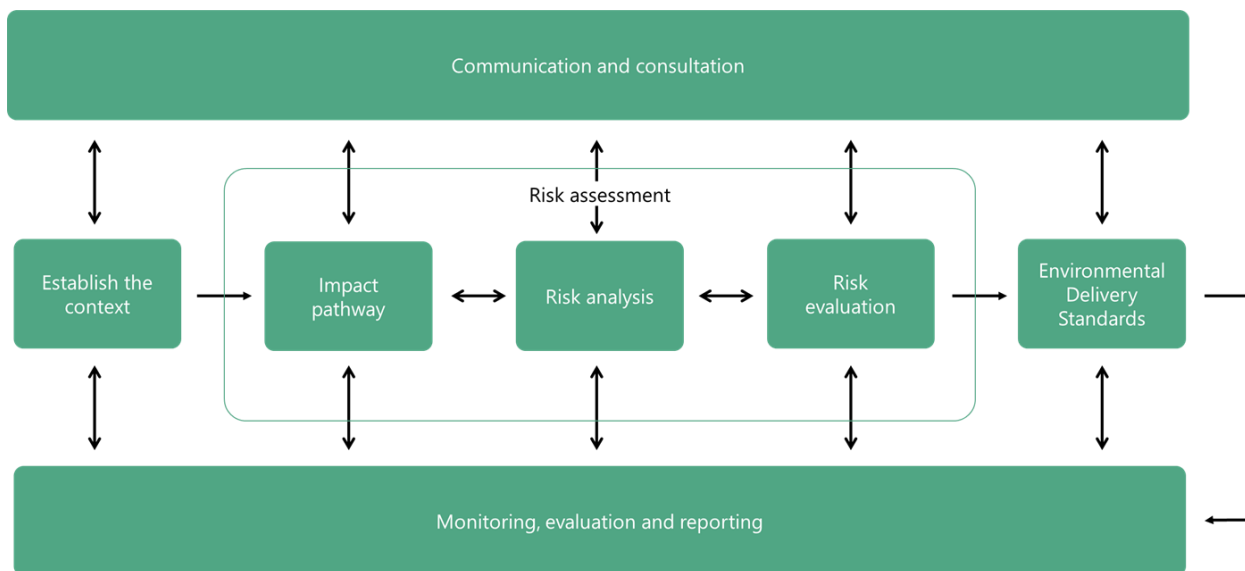 Communication and consultation
Risk assessment
Establish the
context
Impact
pathway
Risk analysis
Risk
evaluation
Environmental
Delivery
Standards
Monitoring, evaluation and reporting